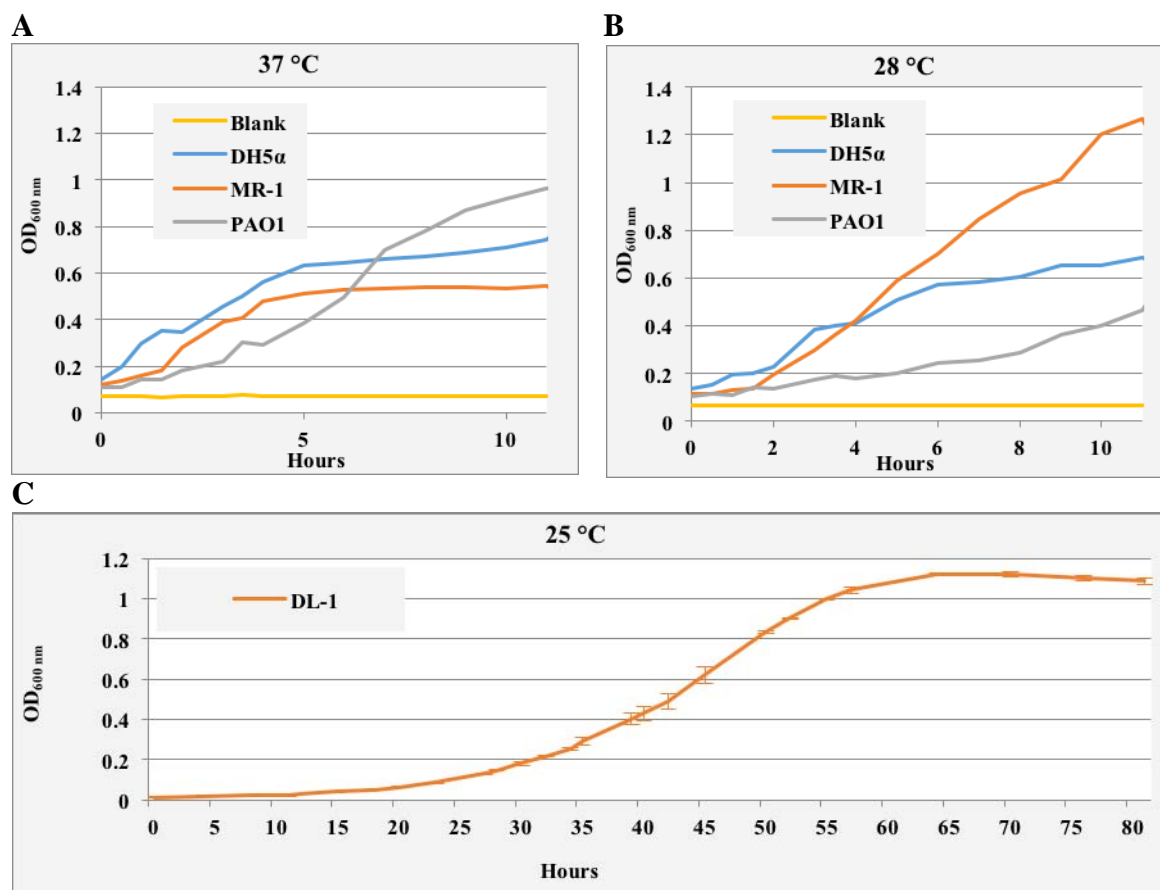 A
37 °C
OD600 nm
1.4
1.2
1
0.8
0.6
0.4
0.2
0
Blank
DH5α
MR-1
PAO1
0 5 10
Hours
B
28 °C
OD600 nm
1.4
1.2
1
0.8
0.6
0.4
0.2
0
Blank
DH5α
MR-1
PAO1
0 2 4 6 8 10
Hours
C
25 °C
OD600 nm
1.2
1
0.8
0.6
0.4
0.2
0
DL-1
0 5 10 15 20 25 30 35 40 45 50 55 60 65 70 75 80
Hours